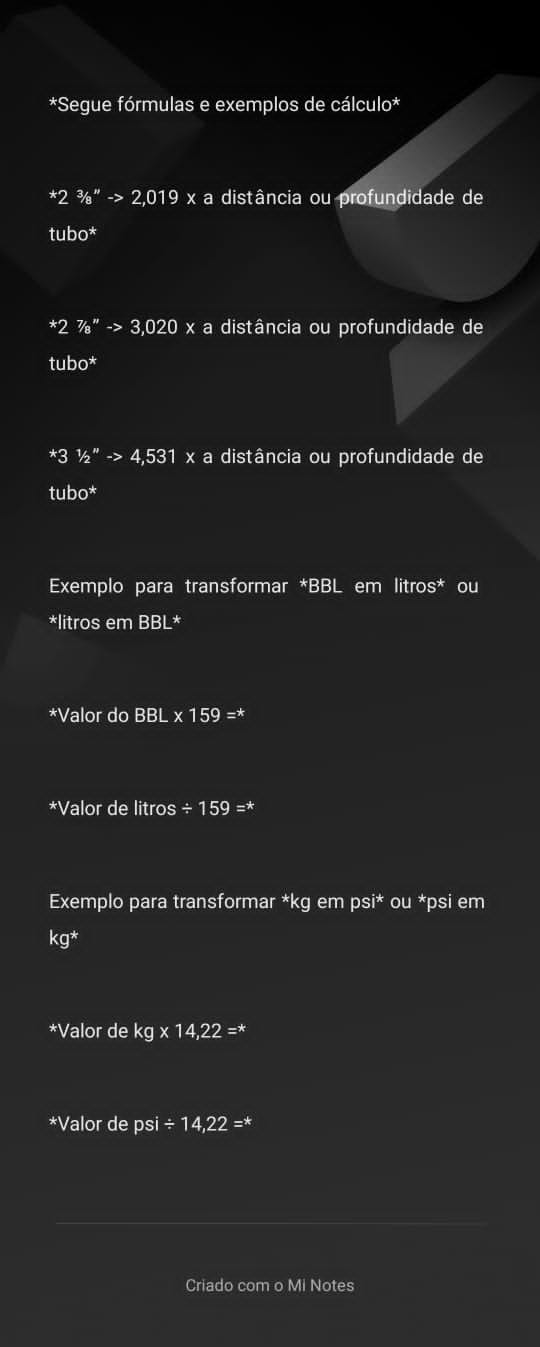 *Segue fórmulas e exemplos de cálculo*
*2 ⅜” -> 2,019 x a distância ou profundidade de
tubo*
*2 ⅞” -> 3,020 x a distância ou profundidade de
tubo*
*3 ½” -> 4,531 x a distância ou profundidade de
tubo*
Exemplo para transformar *BBL em litros* ou
*litros em BBL*
*Valor do BBL x 159 =*
*Valor de litros ÷ 159 =*
Exemplo para transformar *kg em psi* ou *psi em
kg*
*Valor de kg x 14,22 =*
*Valor de psi ÷ 14,22 =*
Criado com o Mi Notes